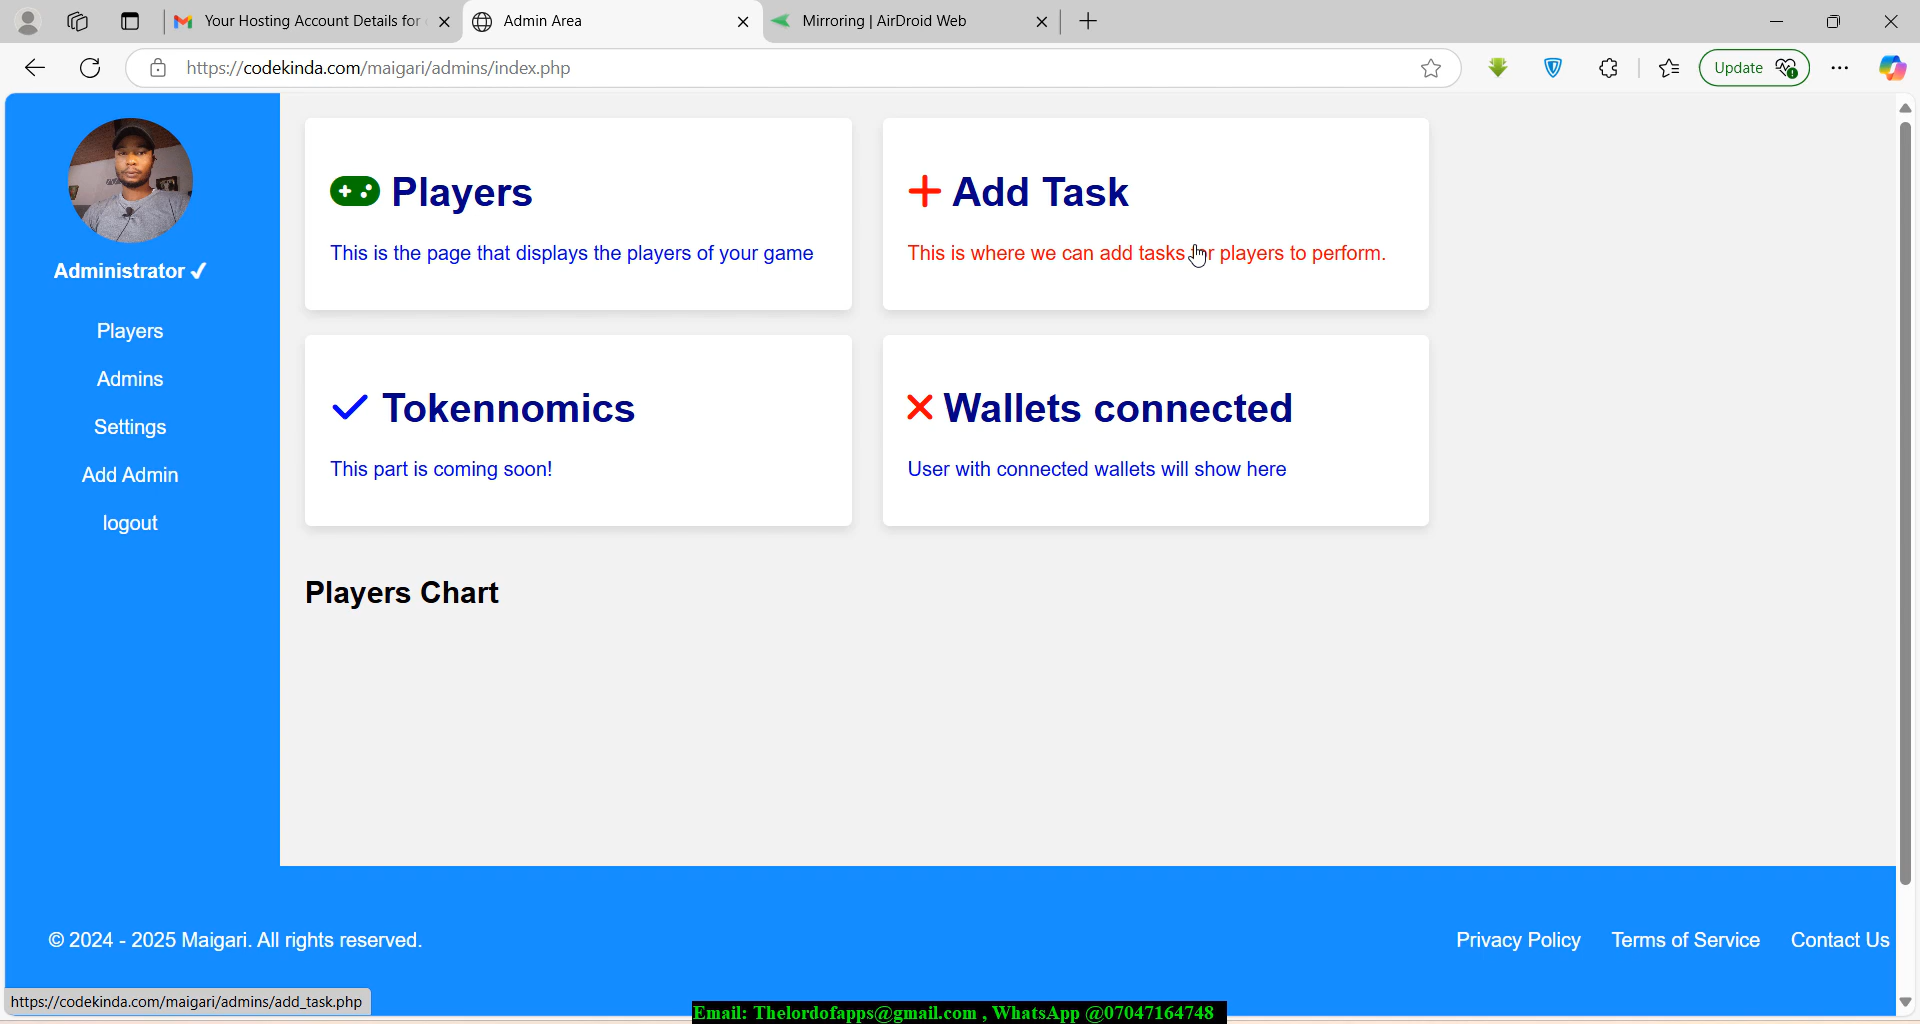 Your Hosting Account Details for
Admin Area
Mirroring | AirDroid Web
https://codekinda.com/maigari/admins/index.php
Update
Administrator ✓
Players
Admins
Settings
Add Admin
logout
Players
This is the page that displays the players of your game
Add Task
This is where we can add tasks players to perform.
Tokennomics
This part is coming soon!
Wallets connected
User with connected wallets will show here
Players Chart
© 2024 - 2025 Maigari. All rights reserved.
Privacy Policy Terms of Service Contact Us
https://codekinda.com/maigari/admins/add_task.php
Email: Thelordofapps@gmail.com , WhatsApp @07047164748